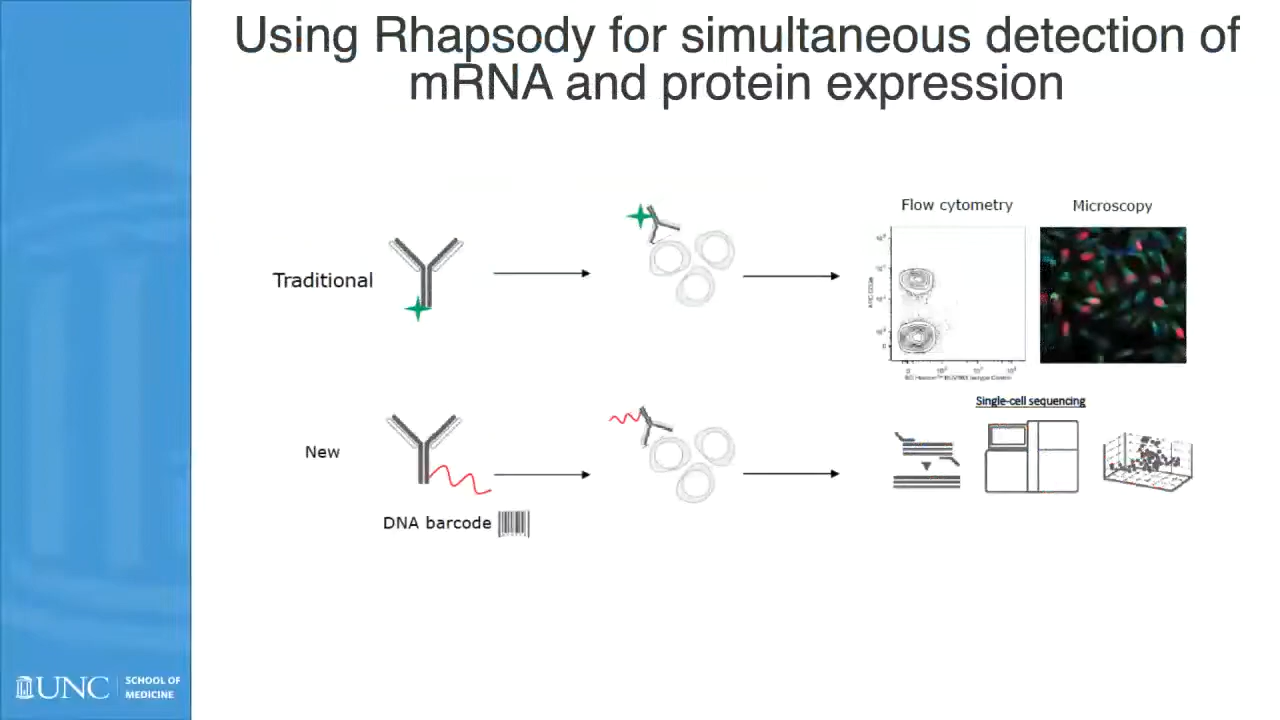 Using Rhapsody for simultaneous detection of
mRNA and protein expression
Flow cytometry
Microscopy
Traditional
Single-cell sequencing
New
DNA barcode
UNC
SCHOOL OF
MEDICINE